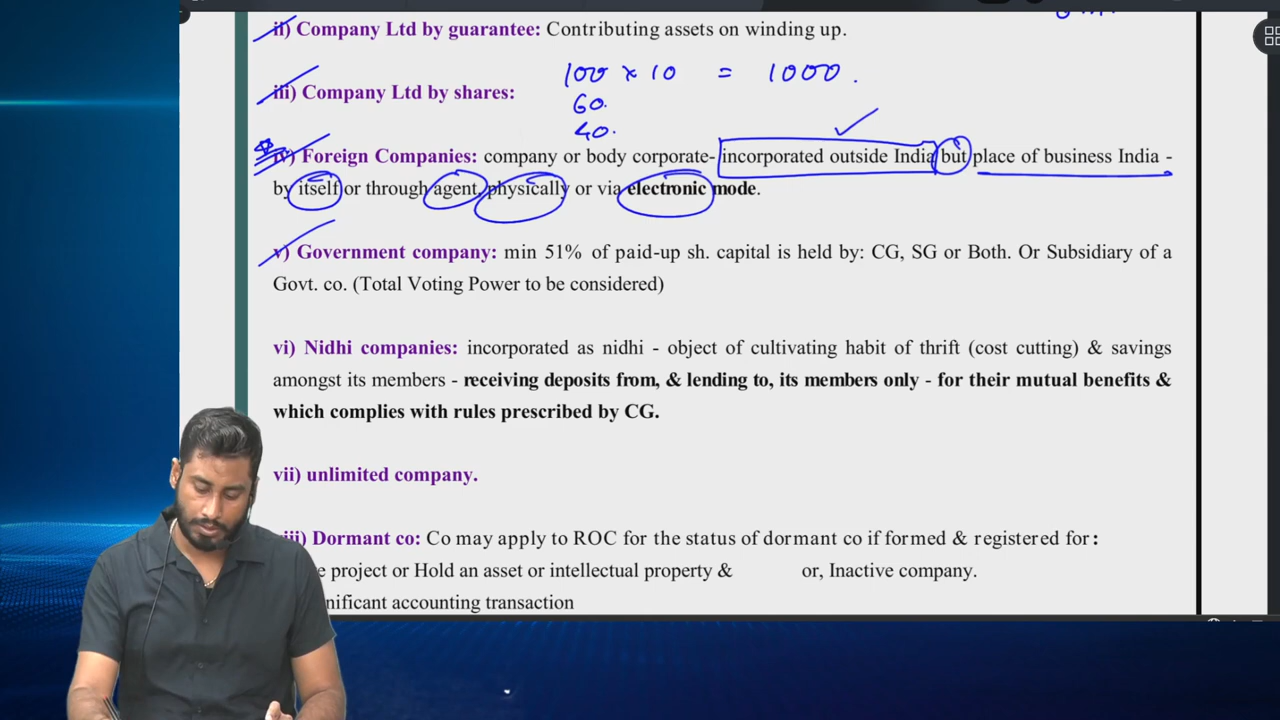 ii) Company Ltd by guarantee: Contributing assets on winding up.
100 x 10 = 1000.
iii) Company Ltd by shares:
60.
40.
Foreign Companies: company or body corporate- incorporated outside India but place of business India -
by itself or through agent, physically or via electronic mode.
v) Government company: min 51% of paid-up sh. capital is held by: CG, SG or Both. Or Subsidiary of a
Govt. co. (Total Voting Power to be considered)
vi) Nidhi companies: incorporated as nidhi - object of cultivating habit of thrift (cost cutting) & savings
amongst its members - receiving deposits from, & lending to, its members only - for their mutual benefits &
which complies with rules prescribed by CG.
vii) unlimited company.
Dormant co: Co may apply to ROC for the status of dormant co if formed & registered for:
project or Hold an asset or intellectual property & or, Inactive company.
accounting transaction